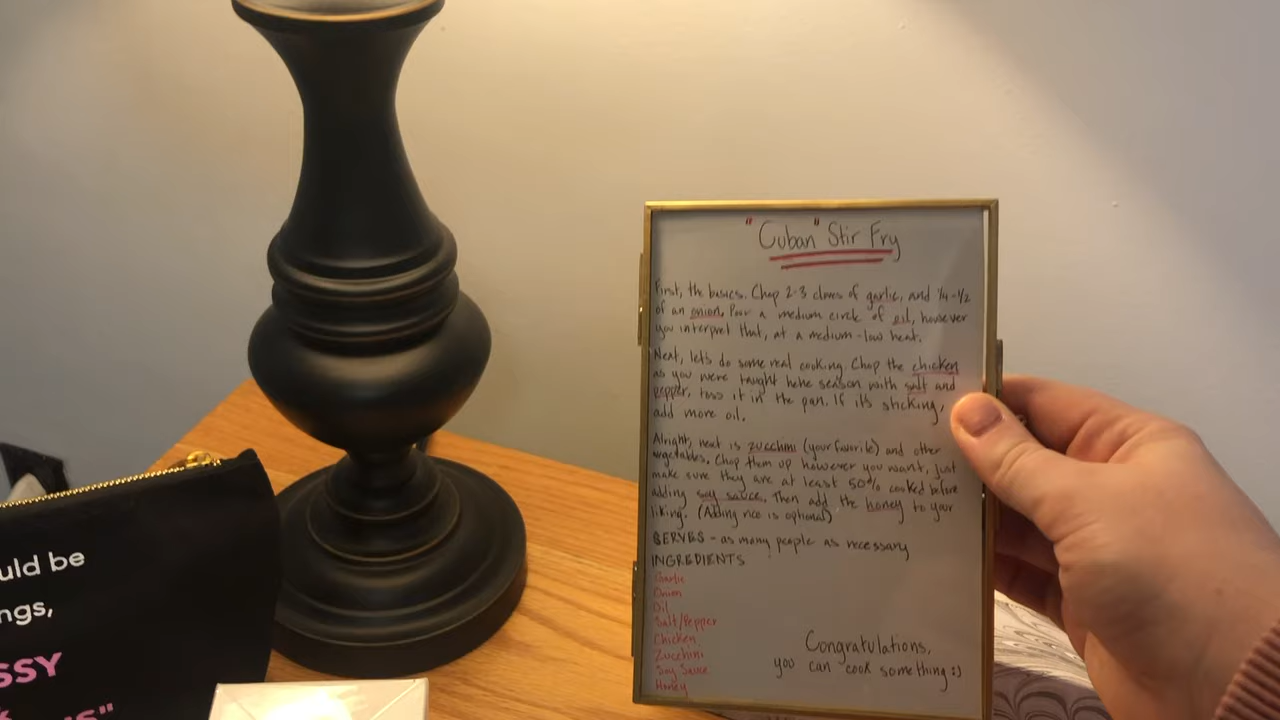 "Cuban" Stir Fry
First, the basics. Chop 2-3 cloves of garlic, and 1/4-1/2
of an onion. Pour a medium circle of oil, however
you interpret that, at a medium-low heat.
Next, let's do some real cooking. Chop the chicken
as you were taught hehe season with salt and
pepper, toss it in the pan. If it's sticking,
add more oil.
Alright, next is zucchini (your favorite) and other
vegetables. Chop them up however you want, just
make sure they are at least 50% cooked before
adding soy sauce. Then add the honey to your
liking. (Adding rice is optional)
SERVES - as many people as necessary
INGREDIENTS
Garlic
Onion
Oil
Salt/Pepper
Chicken
Zucchini
Soy Sauce
Honey
Congratulations,
you can cook something :)
uld be
ngs,
SSY
"